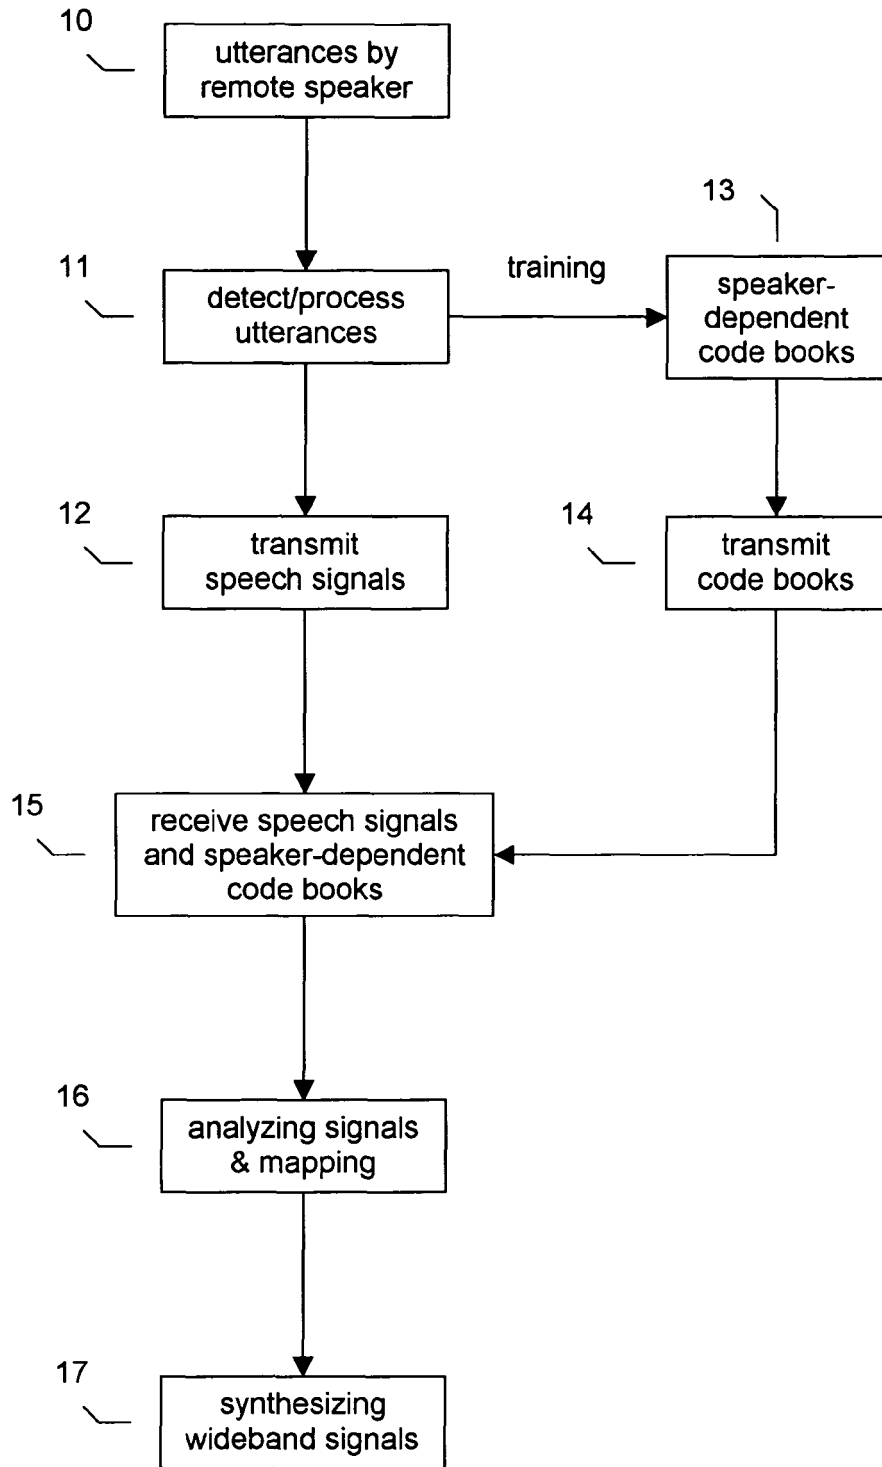 10
utterances by
remote speaker
11
detect/process
utterances
training
13
speaker-
dependent
code books
12
transmit
speech signals
14
transmit
code books
15
receive speech signals
and speaker-dependent
code books
16
analyzing signals
& mapping
17
synthesizing
wideband signals